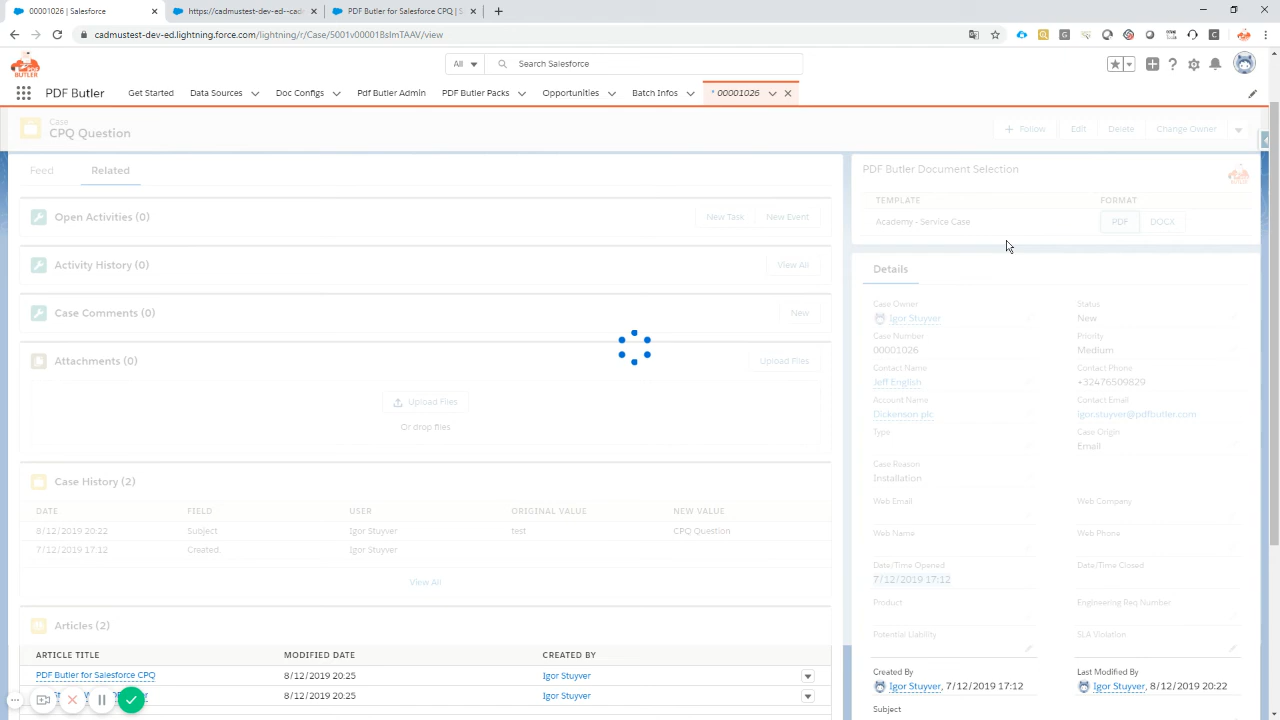 00001026 | Salesforce
https://cadmustest-dev-ed--cad
PDF Butler for Salesforce CPQ | S
cadmustest-dev-ed.lightning.force.com/lightning/r/Case/5001v000018slmTAAV/view
All
Search Salesforce
BUTLER
PDF Butler
Get Started
Data Sources
Doc Configs
Pdf Butler Admin
PDF Butler Packs
Opportunities
Batch Infos
* 00001026
Case
CPQ Question
Follow
Edit
Delete
Change Owner
Feed
Related
Open Activities (0)
New Task
New Event
Activity History (0)
View All
Case Comments (0)
New
Attachments (0)
Upload Files
Upload Files
Or drop files
Case History (2)
DATE FIELD USER ORIGINAL VALUE NEW VALUE
8/12/2019 20:22 Subject Igor Stuyver test CPQ Question
7/12/2019 17:12 Created. Igor Stuyver
View All
Articles (2)
ARTICLE TITLE MODIFIED DATE CREATED BY
PDF Butler for Salesforce CPQ 8/12/2019 20:25 Igor Stuyver
8/12/2019 20:25 Igor Stuyver
PDF Butler Document Selection
TEMPLATE FORMAT
Academy - Service Case PDF DOCX
Details
Case Owner
Igor Stuyver
Status
New
Case Number
00001026
Priority
Medium
Contact Name
Jeff English
Contact Phone
+32476509829
Account Name
Dickenson plc
Contact Email
igor.stuyver@pdfbutler.com
Type
Case Origin
Email
Case Reason
Installation
Web Email
Web Company
Web Name
Web Phone
Date/Time Opened
7/12/2019 17:12
Date/Time Closed
Product
Engineering Req Number
Potential Liability
SLA Violation
Created By
Igor Stuyver, 7/12/2019 17:12
Last Modified By
Igor Stuyver, 8/12/2019 20:22
Subject